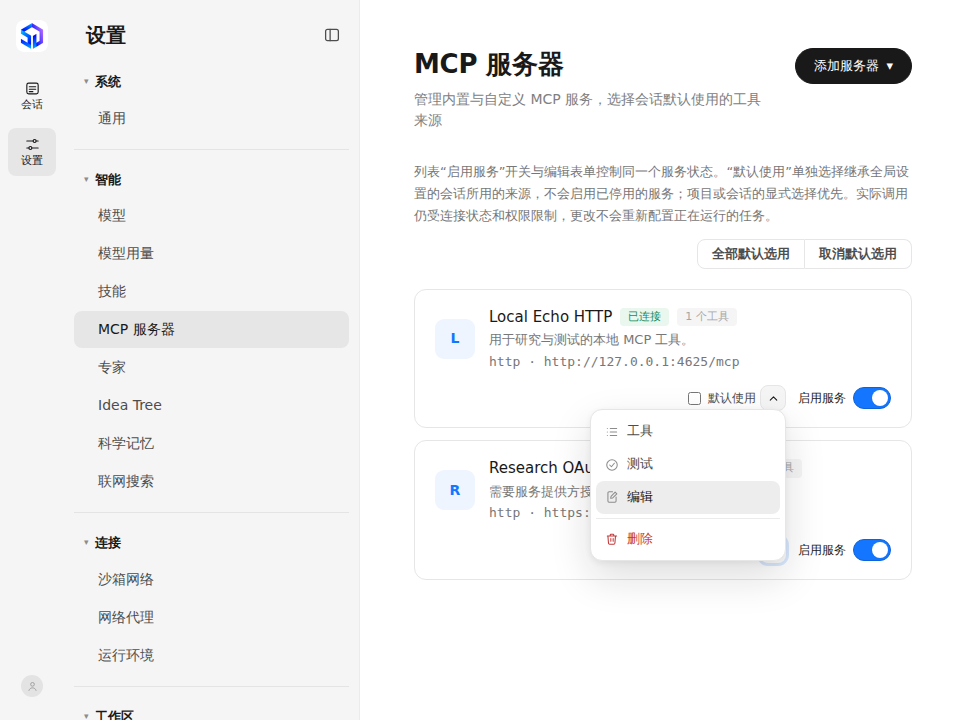 设置
会话
设置
系统
通用
智能
模型
模型用量
技能
MCP 服务器
专家
Idea Tree
科学记忆
联网搜索
连接
沙箱网络
网络代理
运行环境
工作区
MCP 服务器
添加服务器
管理内置与自定义 MCP 服务，选择会话默认使用的工具
来源
列表“启用服务”开关与编辑表单控制同一个服务状态。“默认使用”单独选择继承全局设
置的会话所用的来源，不会启用已停用的服务；项目或会话的显式选择优先。实际调用
仍受连接状态和权限限制，更改不会重新配置正在运行的任务。
全部默认选用 取消默认选用
L
Local Echo HTTP 已连接 1 个工具
用于研究与测试的本地 MCP 工具。
http · http://127.0.0.1:4625/mcp
默认使用 启用服务
工具
测试
编辑
删除
R
Research OAu
需要服务提供方授
http · https:
启用服务